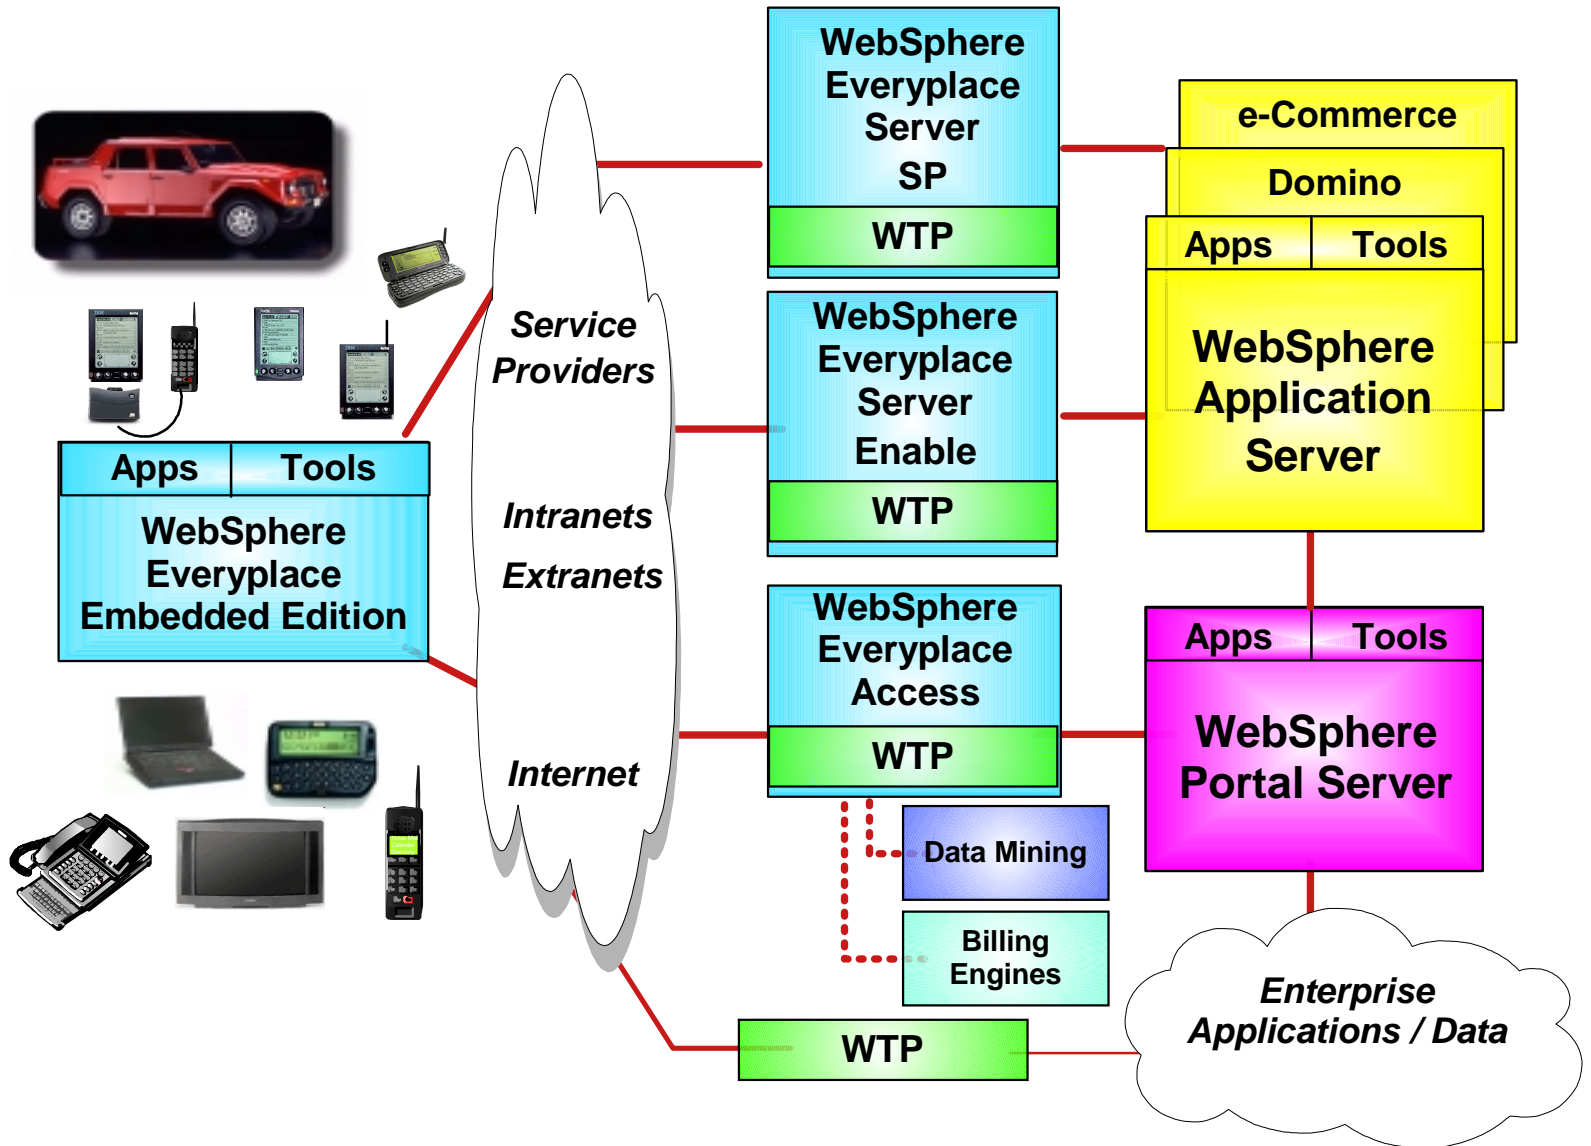 WebSphere
Everyplace
Server
SP
WTP
e-Commerce
Domino
Apps
Tools
WebSphere
Application
Server
Service
Providers
WebSphere
Everyplace
Server
Enable
WTP
Apps
Tools
WebSphere
Everyplace
Embedded Edition
Intranets
Extranets
Internet
WebSphere
Everyplace
Access
WTP
Apps
Tools
WebSphere
Portal Server
Data Mining
Billing
Engines
WTP
Enterprise
Applications / Data